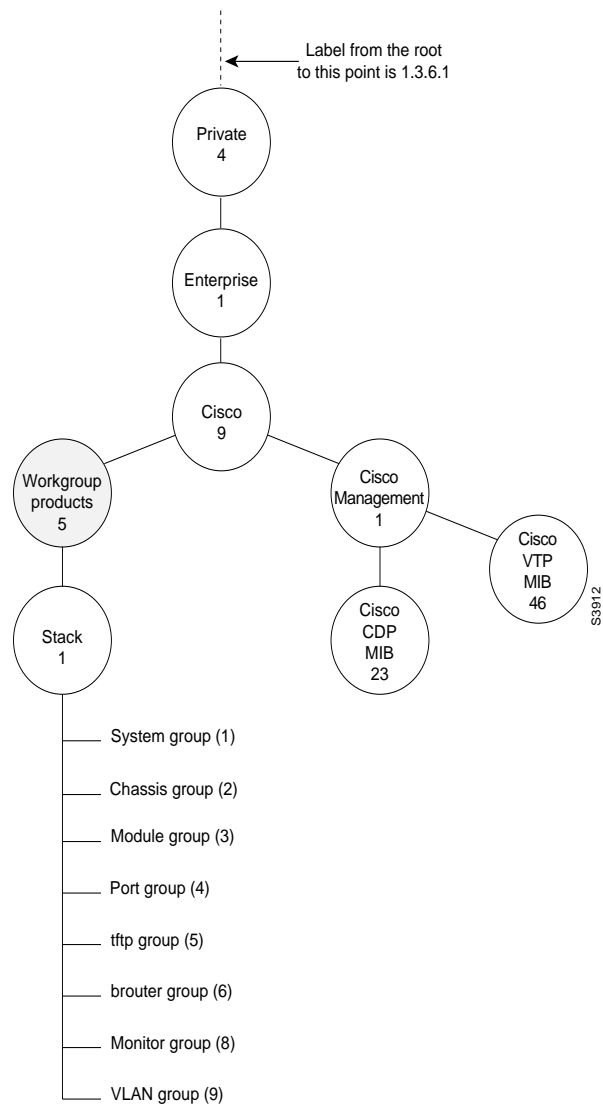 Label from the root
to this point is 1.3.6.1
Private
4
Enterprise
1
Cisco
9
Workgroup
products
5
Cisco
Management
1
Cisco
VTP
MIB
46
S3912
Stack
1
Cisco
CDP
MIB
23
System group (1)
Chassis group (2)
Module group (3)
Port group (4)
tftp group (5)
brouter group (6)
Monitor group (8)
VLAN group (9)